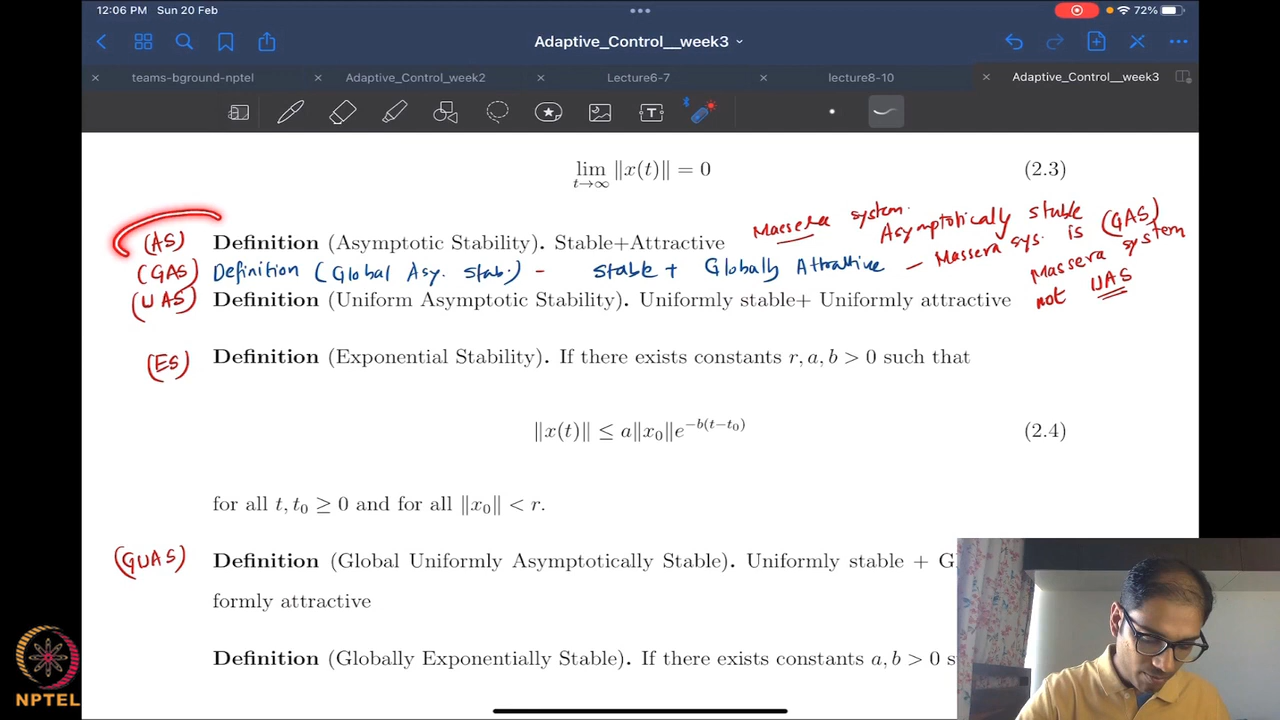 12:06 PM Sun 20 Feb
72%
Adaptive_Control__week3
teams-bground-nptel
Adaptive_Control_week2
Lecture6-7
lecture8-10
Adaptive_Control__week3
lim t→∞ ‖x(t)‖ = 0 (2.3)
(AS) Definition (Asymptotic Stability). Stable+Attractive
Massera system. Asymptotically stable (GAS)
(GAS) Definition (Global Asy. stab.) - stable + Globally Attractive - Massera sys. is
(UAS) Definition (Uniform Asymptotic Stability). Uniformly stable+ Uniformly attractive
Massera system
not UAS
(ES) Definition (Exponential Stability). If there exists constants r, a, b > 0 such that
‖x(t)‖ ≤ a‖x₀‖e^{−b(t−t₀)} (2.4)
for all t, t₀ ≥ 0 and for all ‖x₀‖ < r.
(GUAS) Definition (Global Uniformly Asymptotically Stable). Uniformly stable + G
formly attractive
Definition (Globally Exponentially Stable). If there exists constants a, b > 0 s
NPTEL